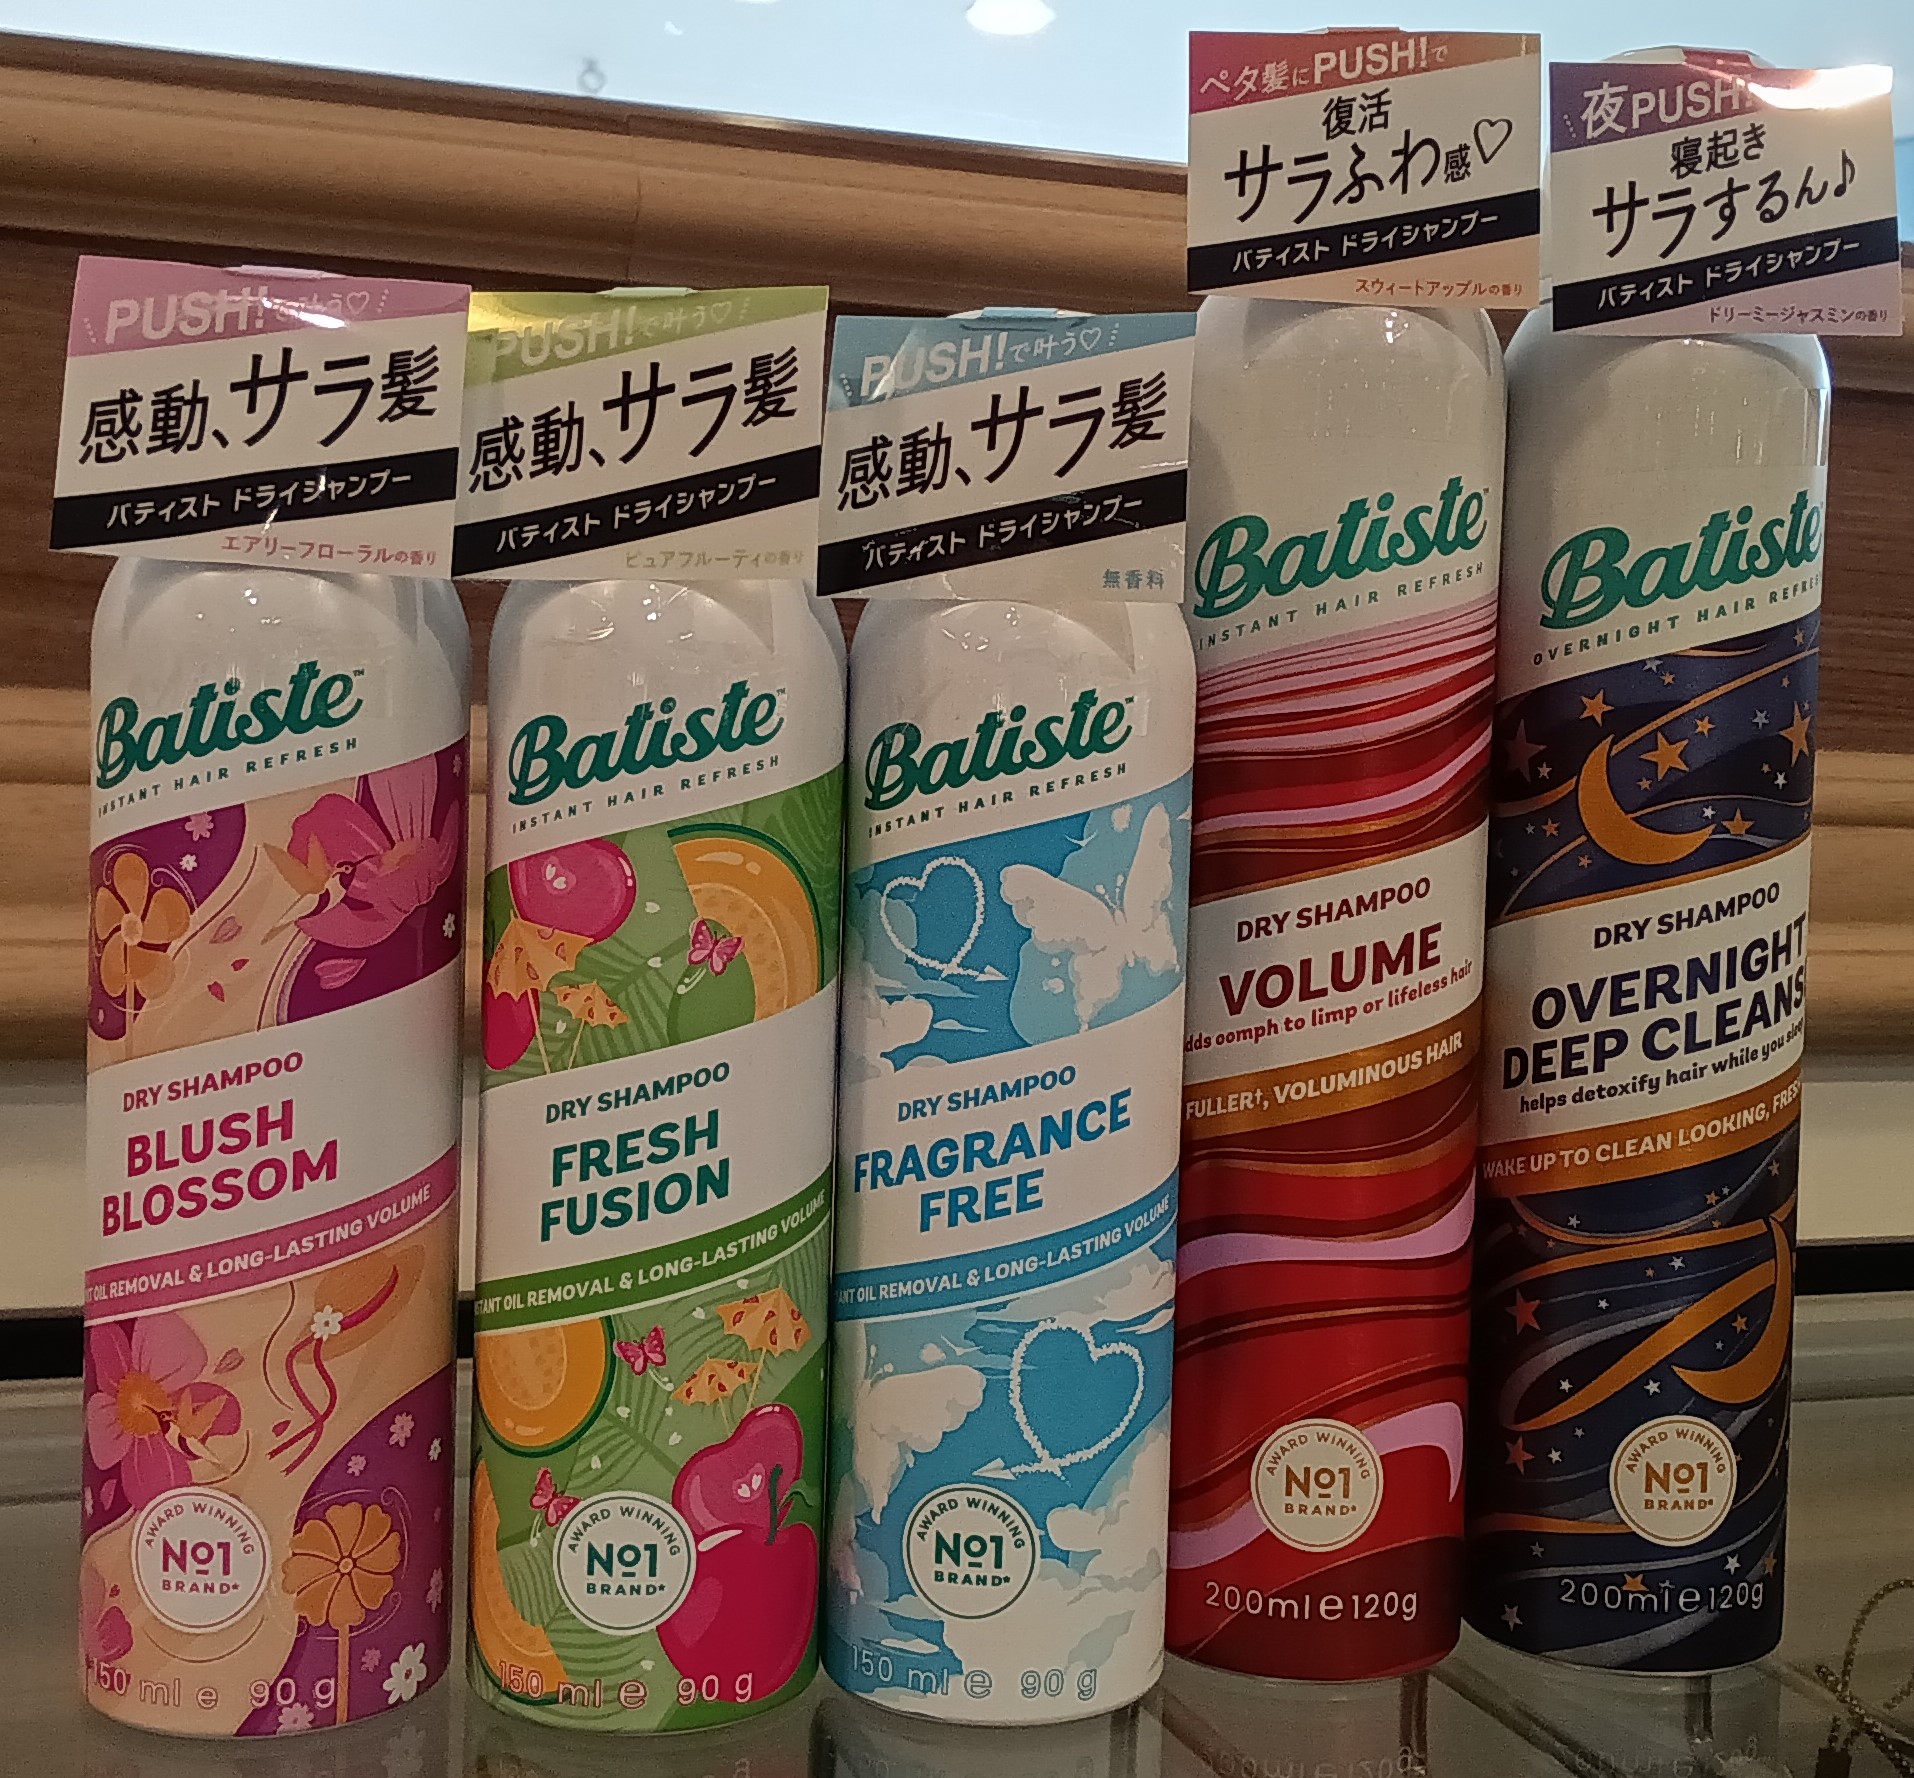 PUSH!で叶う♡
感動、サラ髪
バティスト ドライシャンプー
エアリーフローラルの香り
Batiste™
INSTANT HAIR REFRESH
DRY SHAMPOO
BLUSH
BLOSSOM
OIL REMOVAL & LONG-LASTING VOLUME
AWARD WINNING
No1
BRAND*
150 ml e 90 g
PUSH!で叶う♡
感動、サラ髪
バティスト ドライシャンプー
ピュアフルーティの香り
Batiste™
INSTANT HAIR REFRESH
DRY SHAMPOO
FRESH
FUSION
OIL REMOVAL & LONG-LASTING VOLUME
AWARD WINNING
No1
BRAND*
150 ml e 90 g
PUSH!で叶う♡
感動、サラ髪
バティスト ドライシャンプー
無香料
Batiste™
INSTANT HAIR REFRESH
DRY SHAMPOO
FRAGRANCE
FREE
OIL REMOVAL & LONG-LASTING VOLUME
AWARD WINNING
No1
BRAND*
150 ml e 90 g
ペタ髪にPUSH!で
復活
サラふわ感♡
バティスト ドライシャンプー
スウィートアップルの香り
Batiste™
INSTANT HAIR REFRESH
DRY SHAMPOO
VOLUME
oomph to limp or lifeless hair
FULLER†, VOLUMINOUS HAIR
AWARD WINNING
No1
BRAND*
200ml e 120g
夜PUSH!
寝起き
サラするん♪
バティスト ドライシャンプー
ドリーミージャスミンの香り
Batiste
OVERNIGHT HAIR
DRY SHAMPOO
OVERNIGHT
DEEP
helps detoxify hair while you
WAKE UP TO CLEAN LOOKING,
AWARD WINNING
No1
BRAND*
200ml e 120g